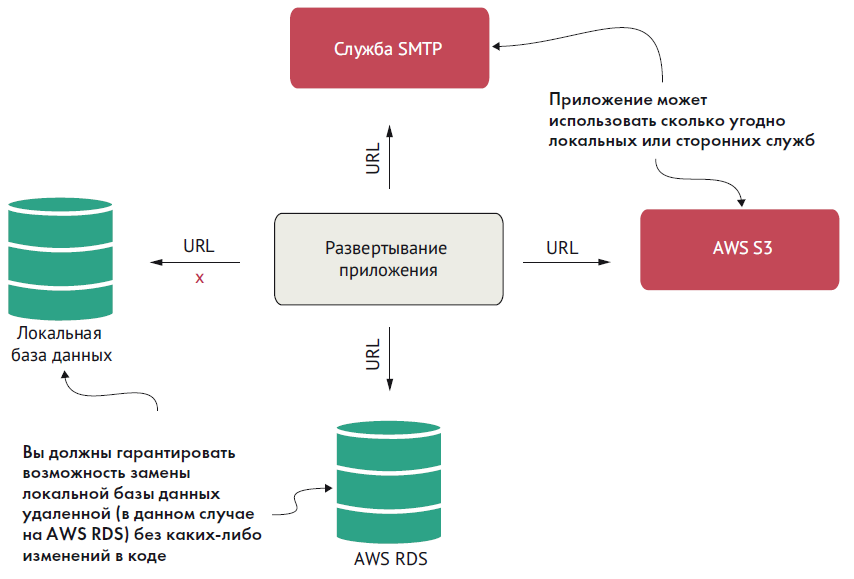 Служба SMTP
Приложение может
использовать сколько угодно
локальных или сторонних служб
URL
URL
x
Развертывание
приложения
URL
AWS S3
Локальная
база данных
URL
Вы должны гарантировать
возможность замены
локальной базы данных
удаленной (в данном случае
на AWS RDS) без каких-либо
изменений в коде
AWS RDS